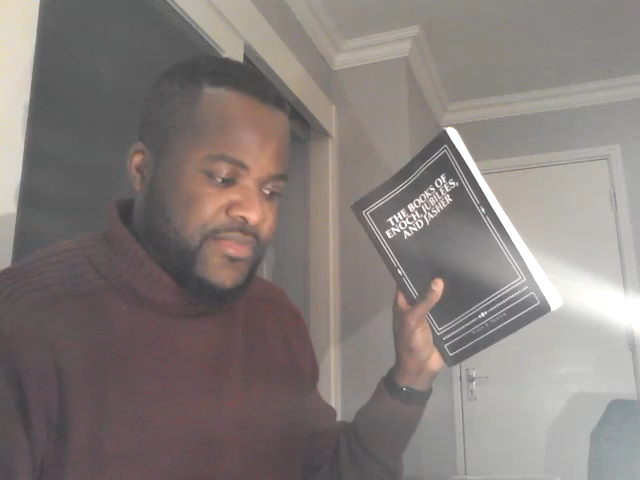 THE BOOKS OF
ENOCH, JUBILEES,
AND JASHER